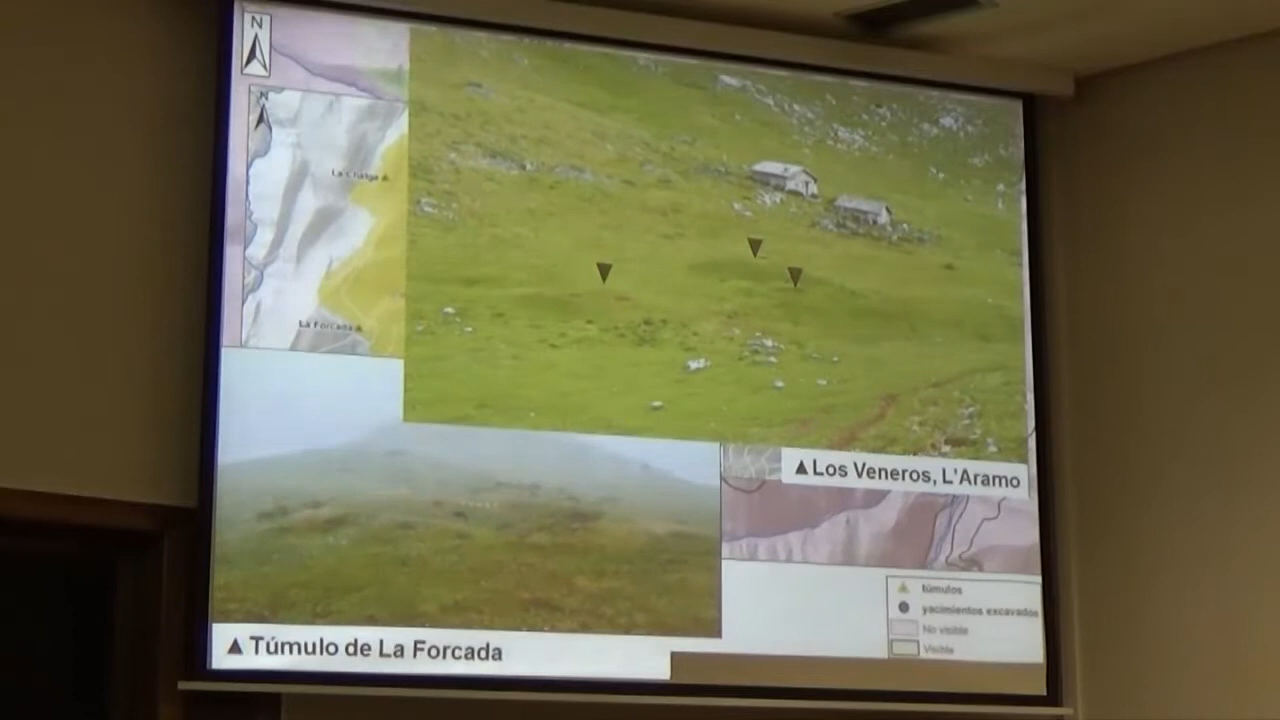 N
N
La Chalga
La Forcada
▲Los Veneros, L'Aramo
túmulos
yacimientos excavados
No visible
Visible
▲Túmulo de La Forcada